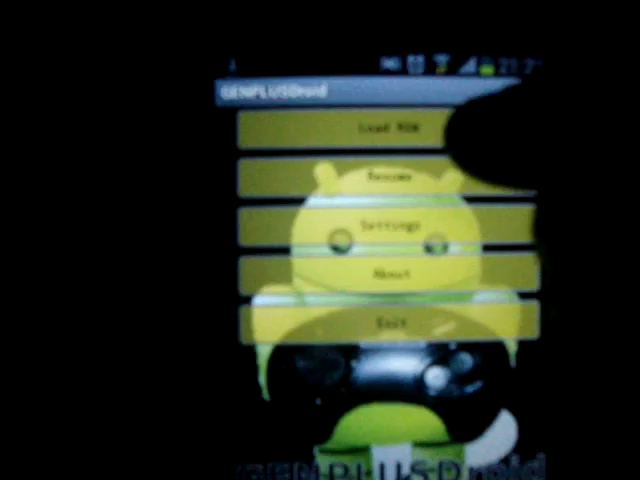 GENPLUSDroid
Load ROM
Resume
Settings
About
Exit
GENPLUSDroid